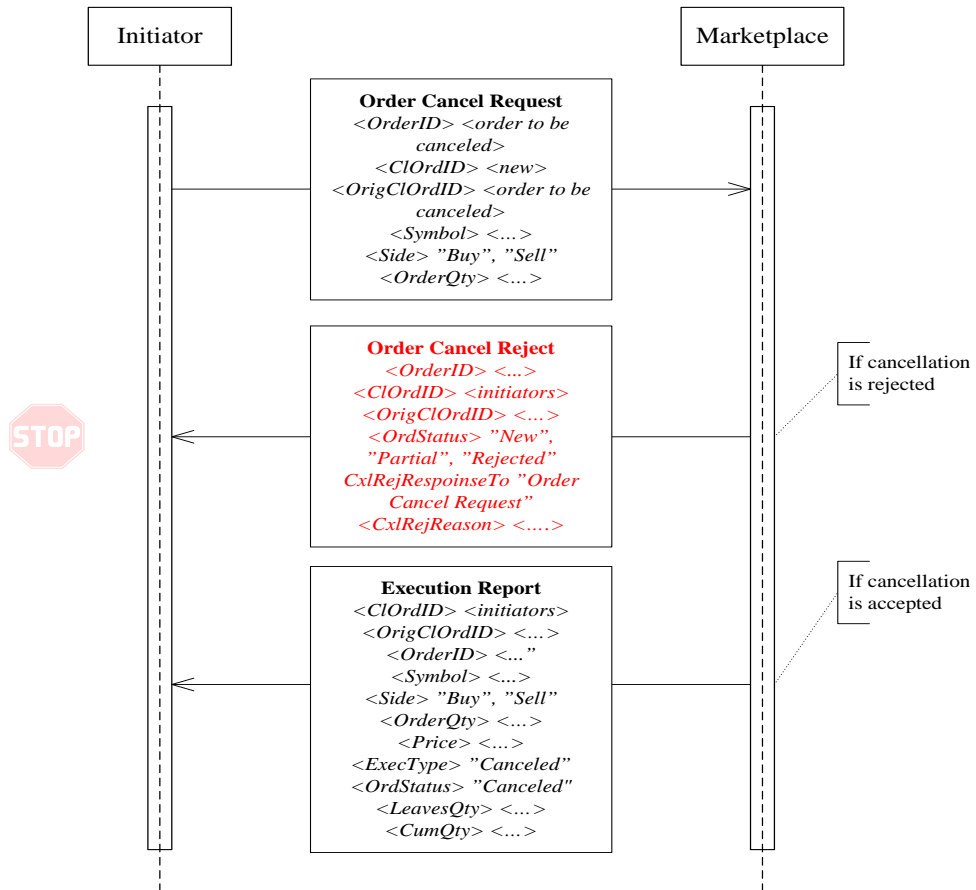 Initiator
Marketplace
Order Cancel Request
<OrderID> <order to be
canceled>
<ClOrdID> <new>
<OrigClOrdID> <order to be
canceled>
<Symbol> <...>
<Side> ”Buy”, ”Sell”
<OrderQty> <...>
Order Cancel Reject
<OrderID> <...>
<ClOrdID> <initiators>
<OrigClOrdID> <...>
<OrdStatus> ”New”,
”Partial”, ”Rejected”
CxlRejRespoinseTo ”Order
Cancel Request”
<CxlRejReason> <....>
If cancellation
is rejected
STOP
Execution Report
<ClOrdID> <initiators>
<OrigClOrdID> <...>
<OrderID> <...”
<Symbol> <...>
<Side> ”Buy”, ”Sell”
<OrderQty> <...>
<Price> <...>
<ExecType> ”Canceled”
<OrdStatus> ”Canceled"
<LeavesQty> <...>
<CumQty> <...>
If cancellation
is accepted